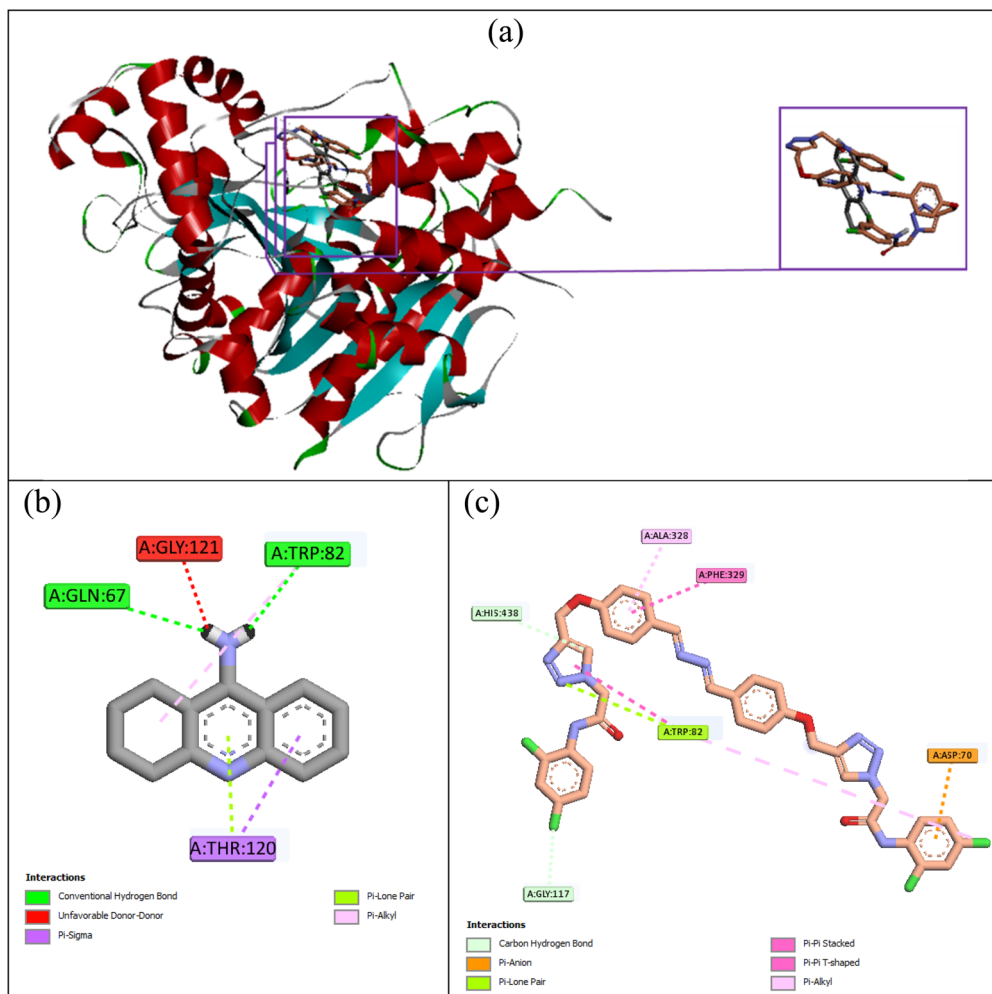 (a)
(b)
A:GLY:121
A:TRP:82
A:GLN:67
A:THR:120
Interactions
Conventional Hydrogen Bond
Unfavorable Donor-Donor
Pi-Sigma
Pi-Lone Pair
Pi-Alkyl
(c)
A:ALA:328
A:PHE:329
A:HIS:438
A:TRP:82
A:ASP:70
A:GLY:117
Interactions
Carbon Hydrogen Bond
Pi-Anion
Pi-Lone Pair
Pi-Pi Stacked
Pi-Pi T-shaped
Pi-Alkyl